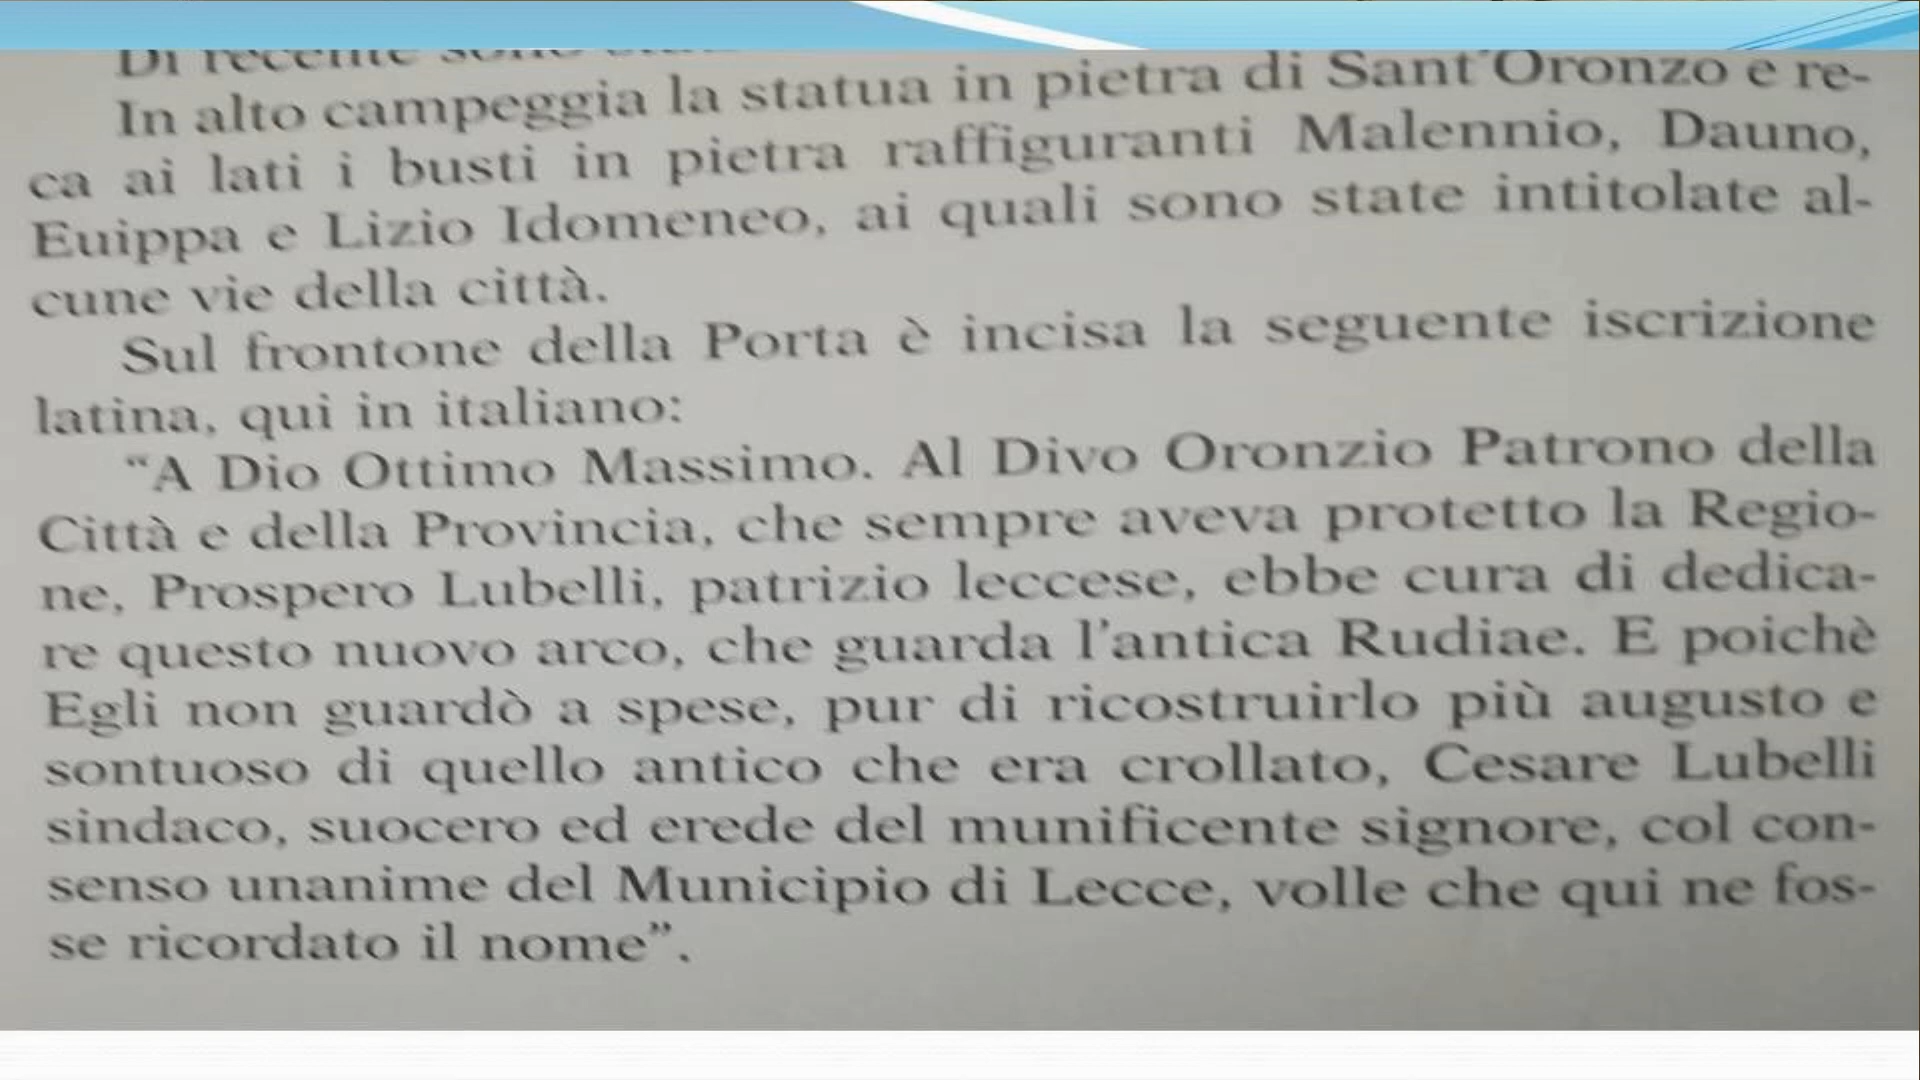 Di recente sono
In alto campeggia la statua in pietra di Sant'Oronzo e re-
ca ai lati i busti in pietra raffiguranti Malennio, Dauno,
Euippa e Lizio Idomeneo, ai quali sono state intitolate al-
cune vie della città.
Sul frontone della Porta è incisa la seguente iscrizione
latina, qui in italiano:
“A Dio Ottimo Massimo. Al Divo Oronzio Patrono della
Città e della Provincia, che sempre aveva protetto la Regio-
ne, Prospero Lubelli, patrizio leccese, ebbe cura di dedica-
re questo nuovo arco, che guarda l'antica Rudiae. E poichè
Egli non guardò a spese, pur di ricostruirlo più augusto e
sontuoso di quello antico che era crollato, Cesare Lubelli
sindaco, suocero ed erede del munificente signore, col con-
senso unanime del Municipio di Lecce, volle che qui ne fos-
se ricordato il nome”.